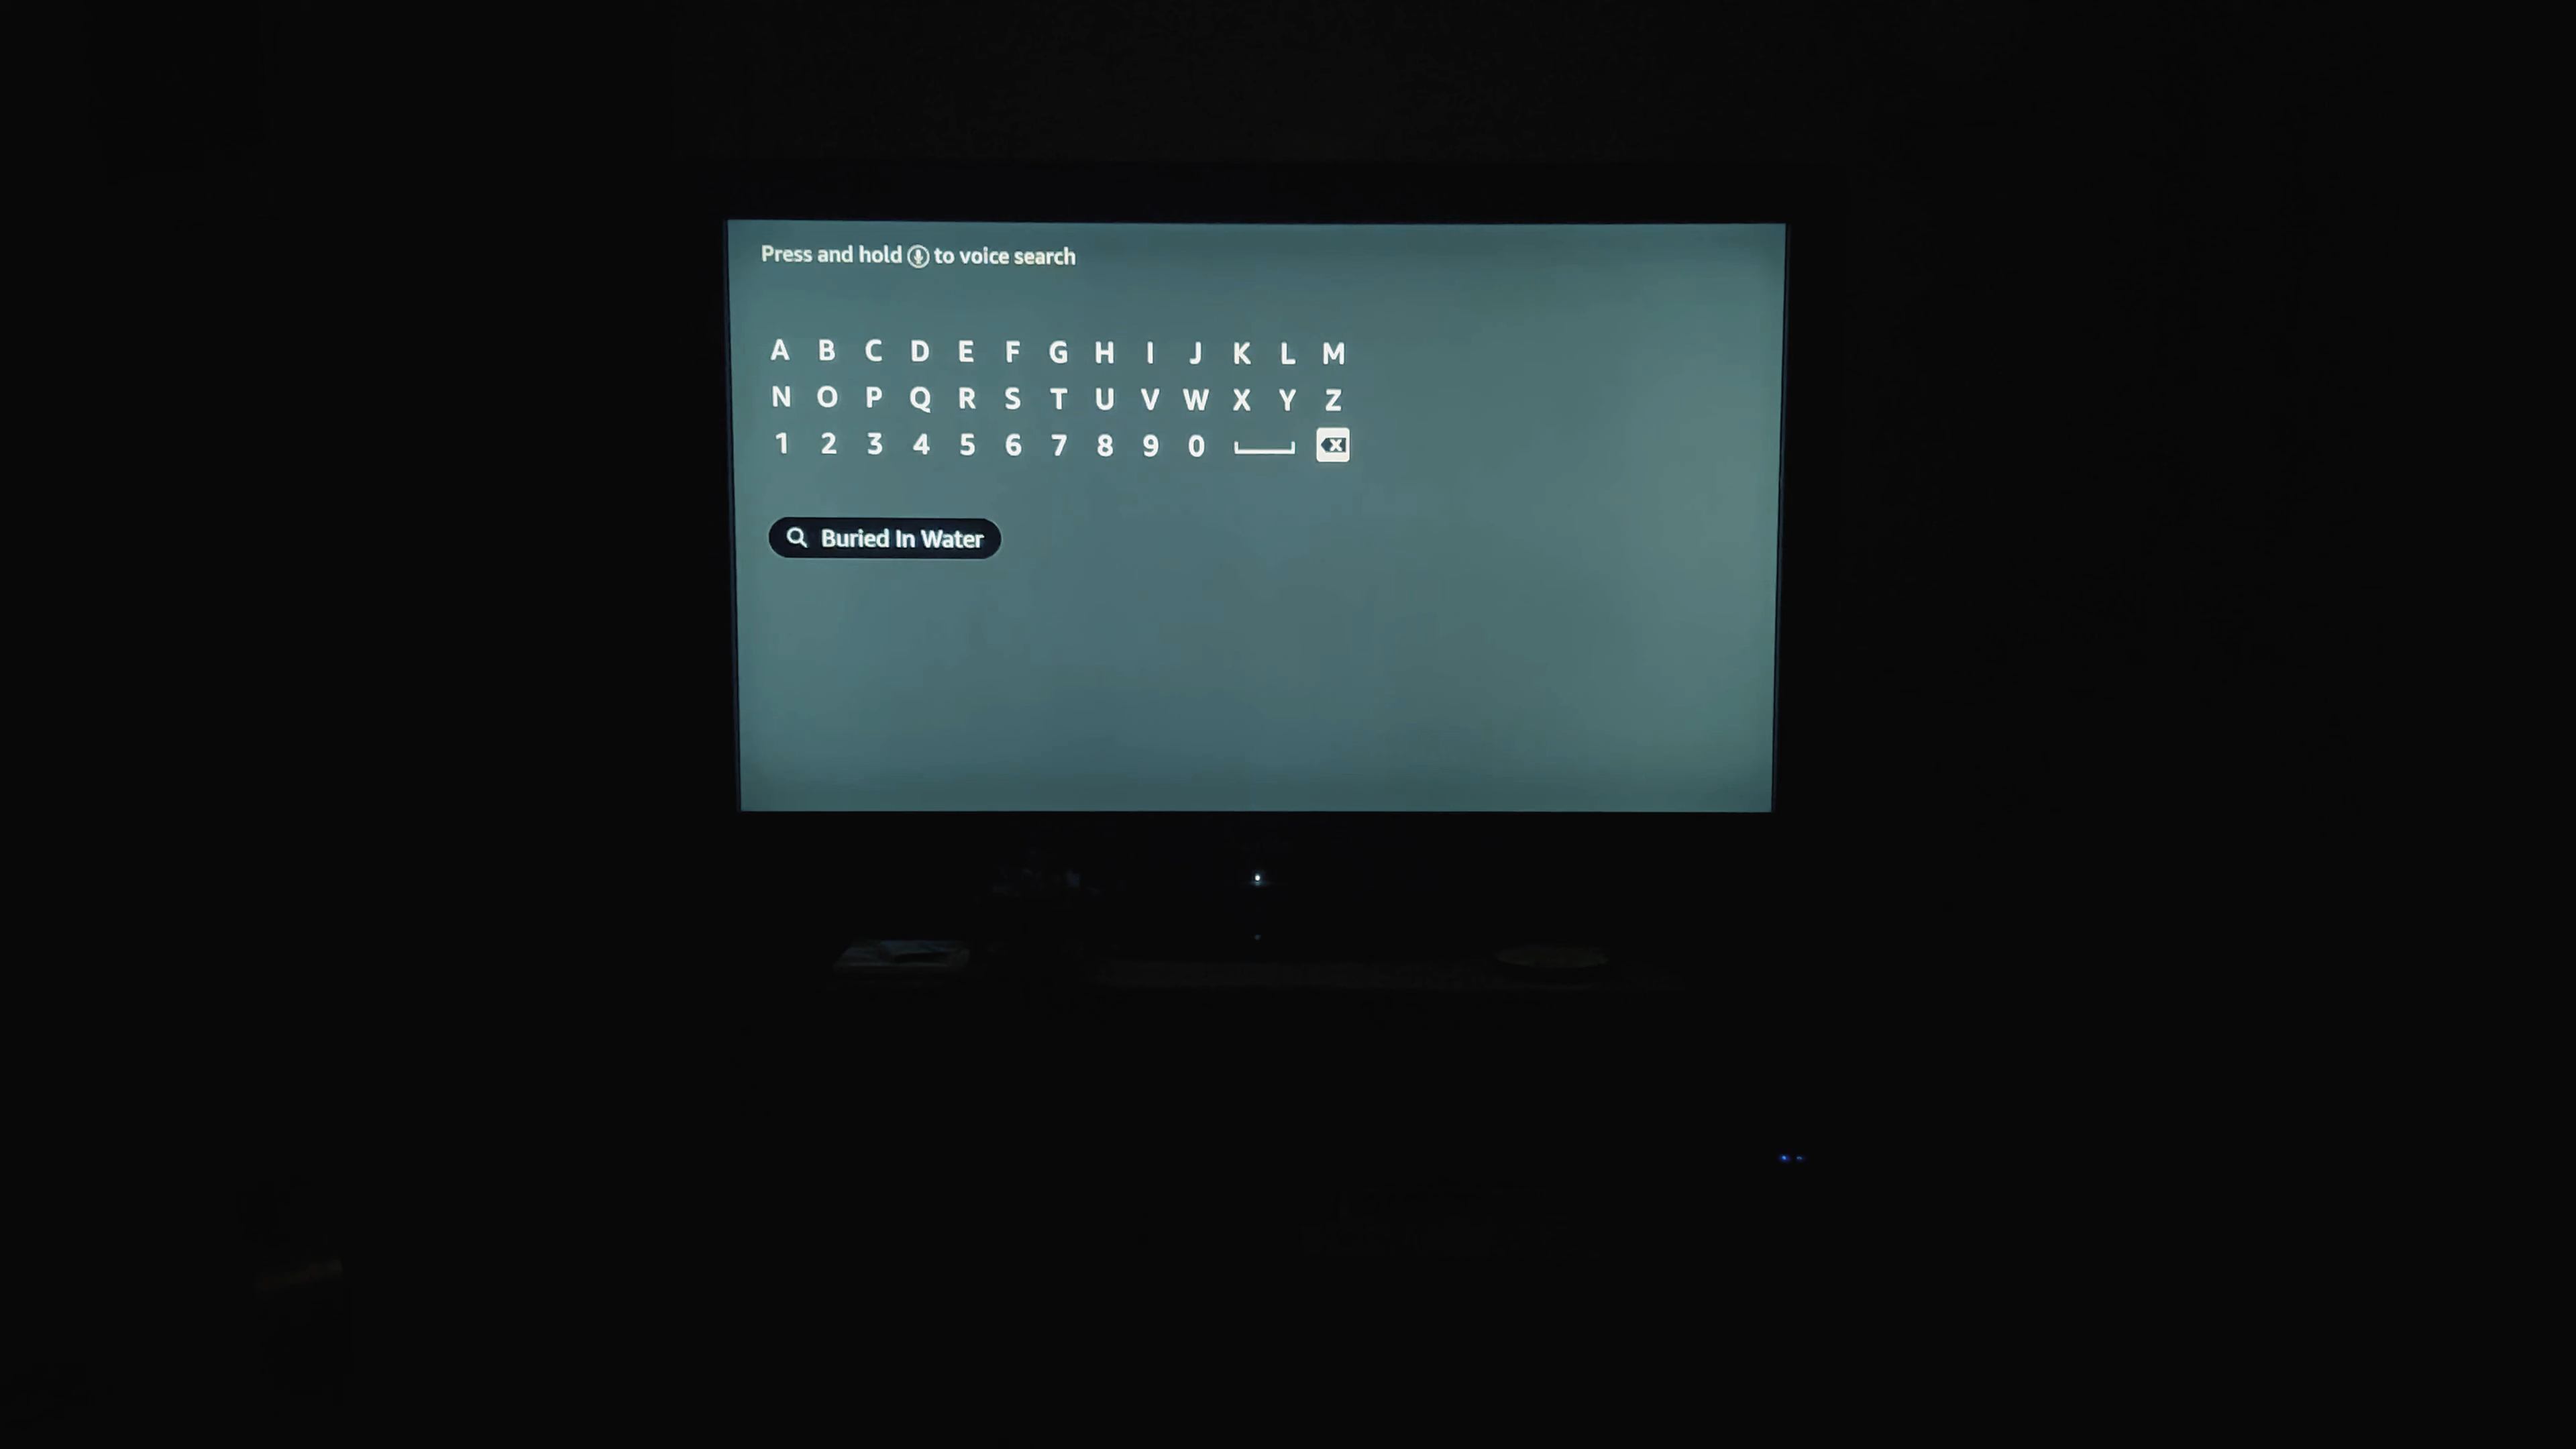 Press and hold to voice search
A B C D E F G H I J K L M
N O P Q R S T U V W X Y Z
1 2 3 4 5 6 7 8 9 0
Buried In Water